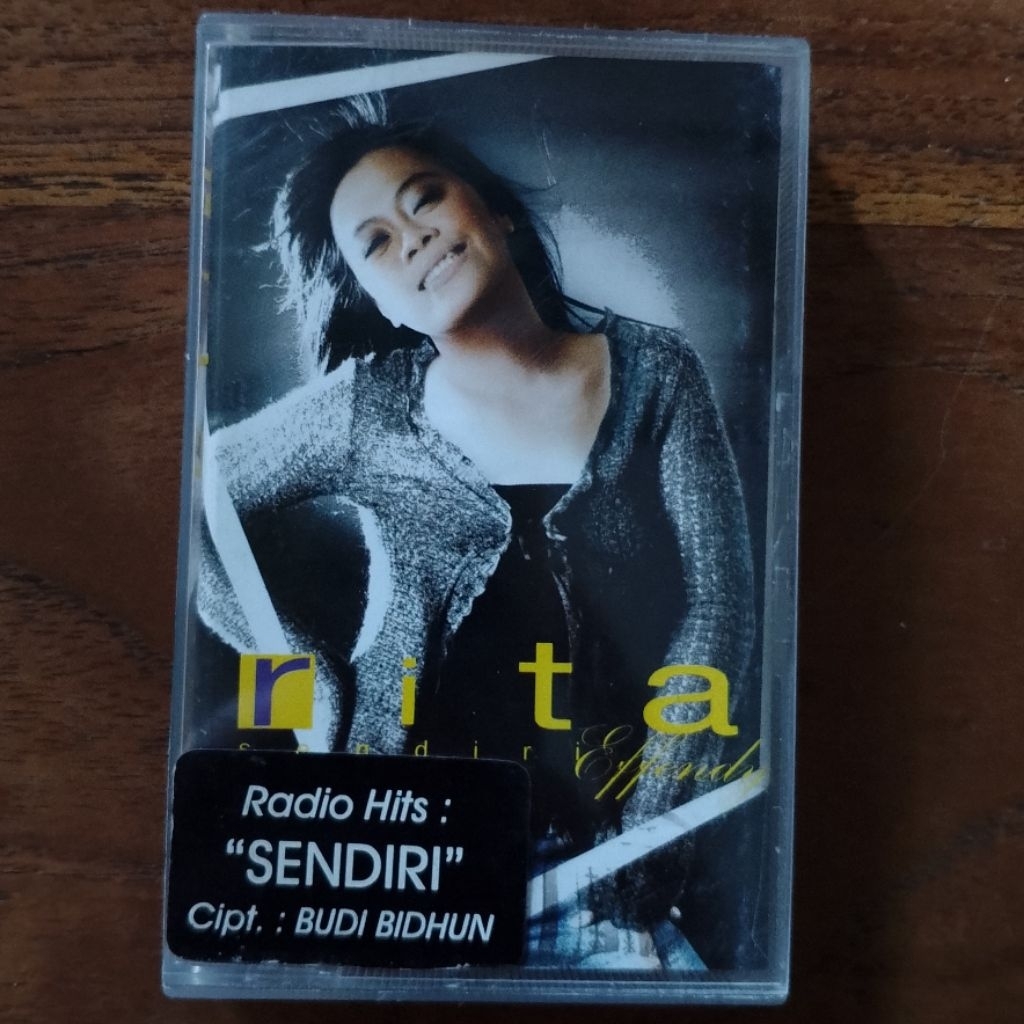 rita
sendiri
Effendy
Radio Hits :
“SENDIRI”
Cipt. : BUDI BIDHUN